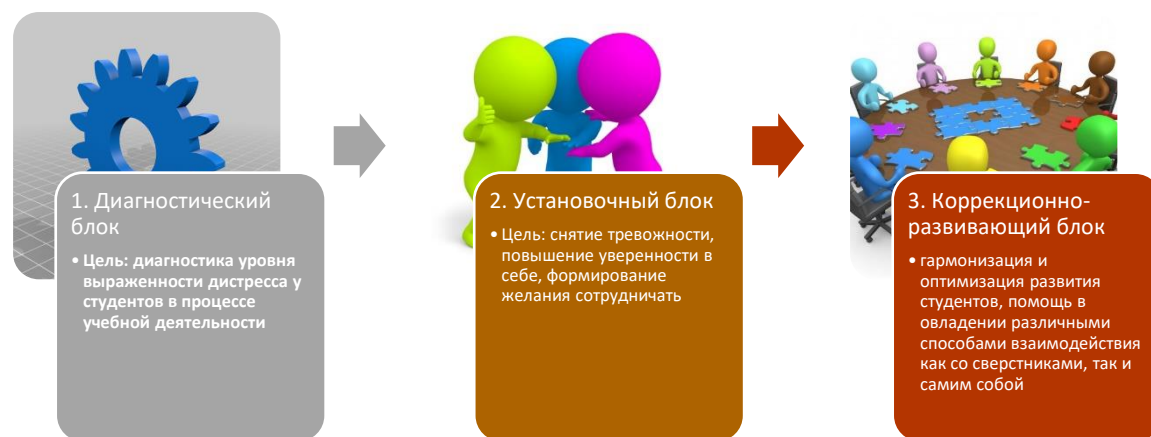 1. Диагностический
блок
• Цель: диагностика уровня
выраженности дистресса у
студентов в процессе
учебной деятельности
2. Установочный блок
• Цель: снятие тревожности,
повышение уверенности в
себе, формирование
желания сотрудничать
3. Коррекционно-
развивающий блок
• гармонизация и
оптимизация развития
студентов, помощь в
овладении различными
способами взаимодействия
как со сверстниками, так и
самим собой